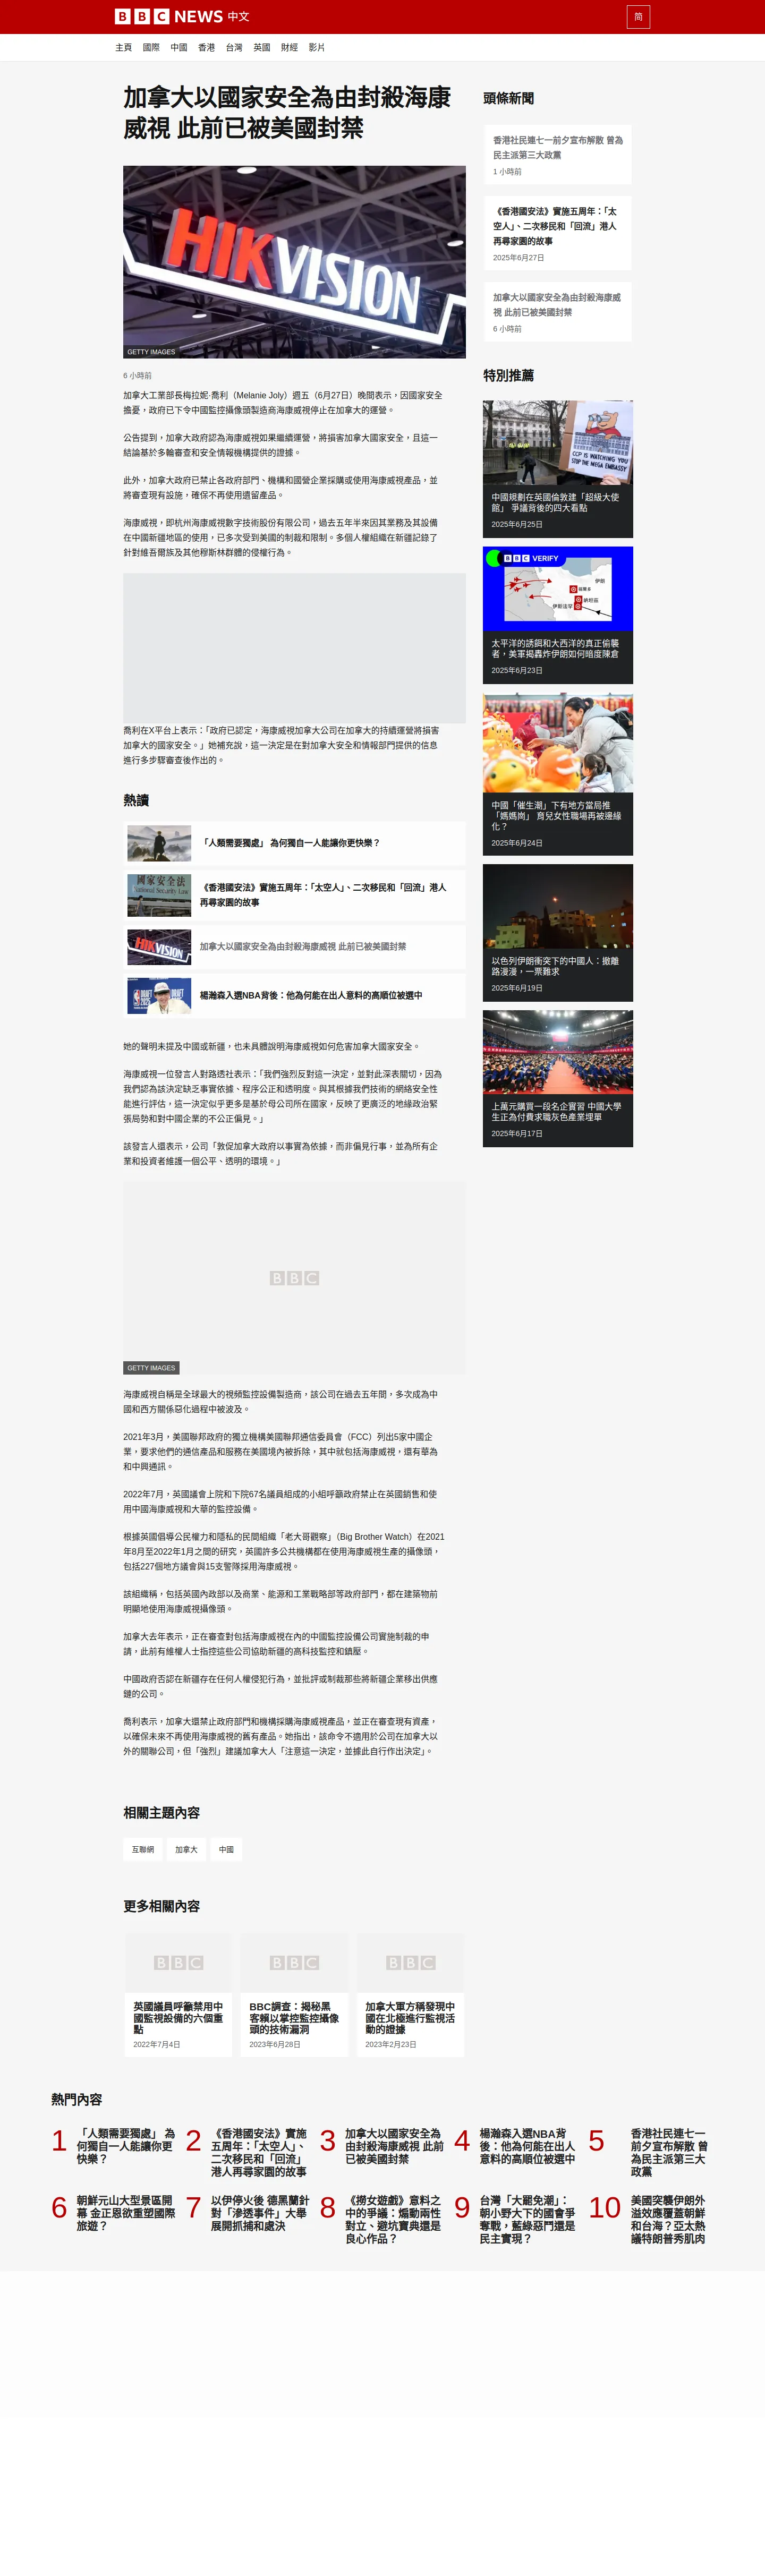 BBC NEWS 中文
简
主頁 國際 中國 香港 台灣 英國 財經 影片
加拿大以國家安全為由封殺海康
威視 此前已被美國封禁
HIKVISION
GETTY IMAGES
6 小時前
加拿大工業部長梅拉妮·喬利（Melanie Joly）週五（6月27日）晚間表示，因國家安全
擔憂，政府已下令中國監控攝像頭製造商海康威視停止在加拿大的運營。
公告提到，加拿大政府認為海康威視如果繼續運營，將損害加拿大國家安全，且這一
結論基於多輪審查和安全情報機構提供的證據。
此外，加拿大政府已禁止各政府部門、機構和國營企業採購或使用海康威視產品，並
將審查現有設施，確保不再使用遺留產品。
海康威視，即杭州海康威視數字技術股份有限公司，過去五年半來因其業務及其設備
在中國新疆地區的使用，已多次受到美國的制裁和限制。多個人權組織在新疆記錄了
針對維吾爾族及其他穆斯林群體的侵權行為。
喬利在X平台上表示：「政府已認定，海康威視加拿大公司在加拿大的持續運營將損害
加拿大的國家安全。」她補充說，這一決定是在對加拿大安全和情報部門提供的信息
進行多步驟審查後作出的。
熱讀
「人類需要獨處」 為何獨自一人能讓你更快樂？
國家安全法
National Security Law
《香港國安法》實施五周年：「太空人」、二次移民和「回流」港人
再尋家園的故事
HIKVISION
加拿大以國家安全為由封殺海康威視 此前已被美國封禁
楊瀚森入選NBA背後：他為何能在出人意料的高順位被選中
她的聲明未提及中國或新疆，也未具體說明海康威視如何危害加拿大國家安全。
海康威視一位發言人對路透社表示：「我們強烈反對這一決定，並對此深表關切，因為
我們認為該決定缺乏事實依據、程序公正和透明度。與其根據我們技術的網絡安全性
能進行評估，這一決定似乎更多是基於母公司所在國家，反映了更廣泛的地緣政治緊
張局勢和對中國企業的不公正偏見。」
該發言人還表示，公司「敦促加拿大政府以事實為依據，而非偏見行事，並為所有企
業和投資者維護一個公平、透明的環境。」
BBC
GETTY IMAGES
海康威視自稱是全球最大的視頻監控設備製造商，該公司在過去五年間，多次成為中
國和西方關係惡化過程中被波及。
2021年3月，美國聯邦政府的獨立機構美國聯邦通信委員會（FCC）列出5家中國企
業，要求他們的通信產品和服務在美國境內被拆除，其中就包括海康威視，還有華為
和中興通訊。
2022年7月，英國議會上院和下院67名議員組成的小組呼籲政府禁止在英國銷售和使
用中國海康威視和大華的監控設備。
根據英國倡導公民權力和隱私的民間組織「老大哥觀察」（Big Brother Watch）在2021
年8月至2022年1月之間的研究，英國許多公共機構都在使用海康威視生產的攝像頭，
包括227個地方議會與15支警隊採用海康威視。
該組織稱，包括英國內政部以及商業、能源和工業戰略部等政府部門，都在建築物前
明顯地使用海康威視攝像頭。
加拿大去年表示，正在審查對包括海康威視在內的中國監控設備公司實施制裁的申
請，此前有維權人士指控這些公司協助新疆的高科技監控和鎮壓。
中國政府否認在新疆存在任何人權侵犯行為，並批評或制裁那些將新疆企業移出供應
鏈的公司。
喬利表示，加拿大還禁止政府部門和機構採購海康威視產品，並正在審查現有資產，
以確保未來不再使用海康威視的舊有產品。她指出，該命令不適用於公司在加拿大以
外的關聯公司，但「強烈」建議加拿大人「注意這一決定，並據此自行作出決定」。
相關主題內容
互聯網 加拿大 中國
更多相關內容
BBC
英國議員呼籲禁用中
國監視設備的六個重
點
2022年7月4日
BBC
BBC調查：揭秘黑
客賴以掌控監控攝像
頭的技術漏洞
2023年6月28日
BBC
加拿大軍方稱發現中
國在北極進行監視活
動的證據
2023年2月23日
頭條新聞
香港社民連七一前夕宣布解散 曾為
民主派第三大政黨
1 小時前
《香港國安法》實施五周年：「太
空人」、二次移民和「回流」港人
再尋家園的故事
2025年6月27日
加拿大以國家安全為由封殺海康威
視 此前已被美國封禁
6 小時前
特別推薦
CCP IS WATCHING YOU
STOP THE MEGA EMBASSY
中國規劃在英國倫敦建「超級大使
館」 爭議背後的四大看點
2025年6月25日
BBC VERIFY
伊朗
福爾多
納坦茲
伊斯法罕
太平洋的誘餌和大西洋的真正偷襲
者，美軍揭轟炸伊朗如何暗度陳倉
2025年6月23日
中國「催生潮」下有地方當局推
「媽媽崗」 育兒女性職場再被邊緣
化？
2025年6月24日
以色列伊朗衝突下的中國人：撤離
路漫漫，一票難求
2025年6月19日
上萬元購買一段名企實習 中國大學
生正為付費求職灰色產業埋單
2025年6月17日
熱門內容
1
「人類需要獨處」 為
何獨自一人能讓你更
快樂？
2
《香港國安法》實施
五周年：「太空人」、
二次移民和「回流」
港人再尋家園的故事
3
加拿大以國家安全為
由封殺海康威視 此前
已被美國封禁
4
楊瀚森入選NBA背
後：他為何能在出人
意料的高順位被選中
5
香港社民連七一
前夕宣布解散 曾
為民主派第三大
政黨
6
朝鮮元山大型景區開
幕 金正恩欲重塑國際
旅遊？
7
以伊停火後 德黑蘭針
對「滲透事件」大舉
展開抓捕和處決
8
《撈女遊戲》意料之
中的爭議：煽動兩性
對立、避坑寶典還是
良心作品？
9
台灣「大罷免潮」：
朝小野大下的國會爭
奪戰，藍綠惡鬥還是
民主實現？
10
美國突襲伊朗外
溢效應覆蓋朝鮮
和台海？亞太熱
議特朗普秀肌肉